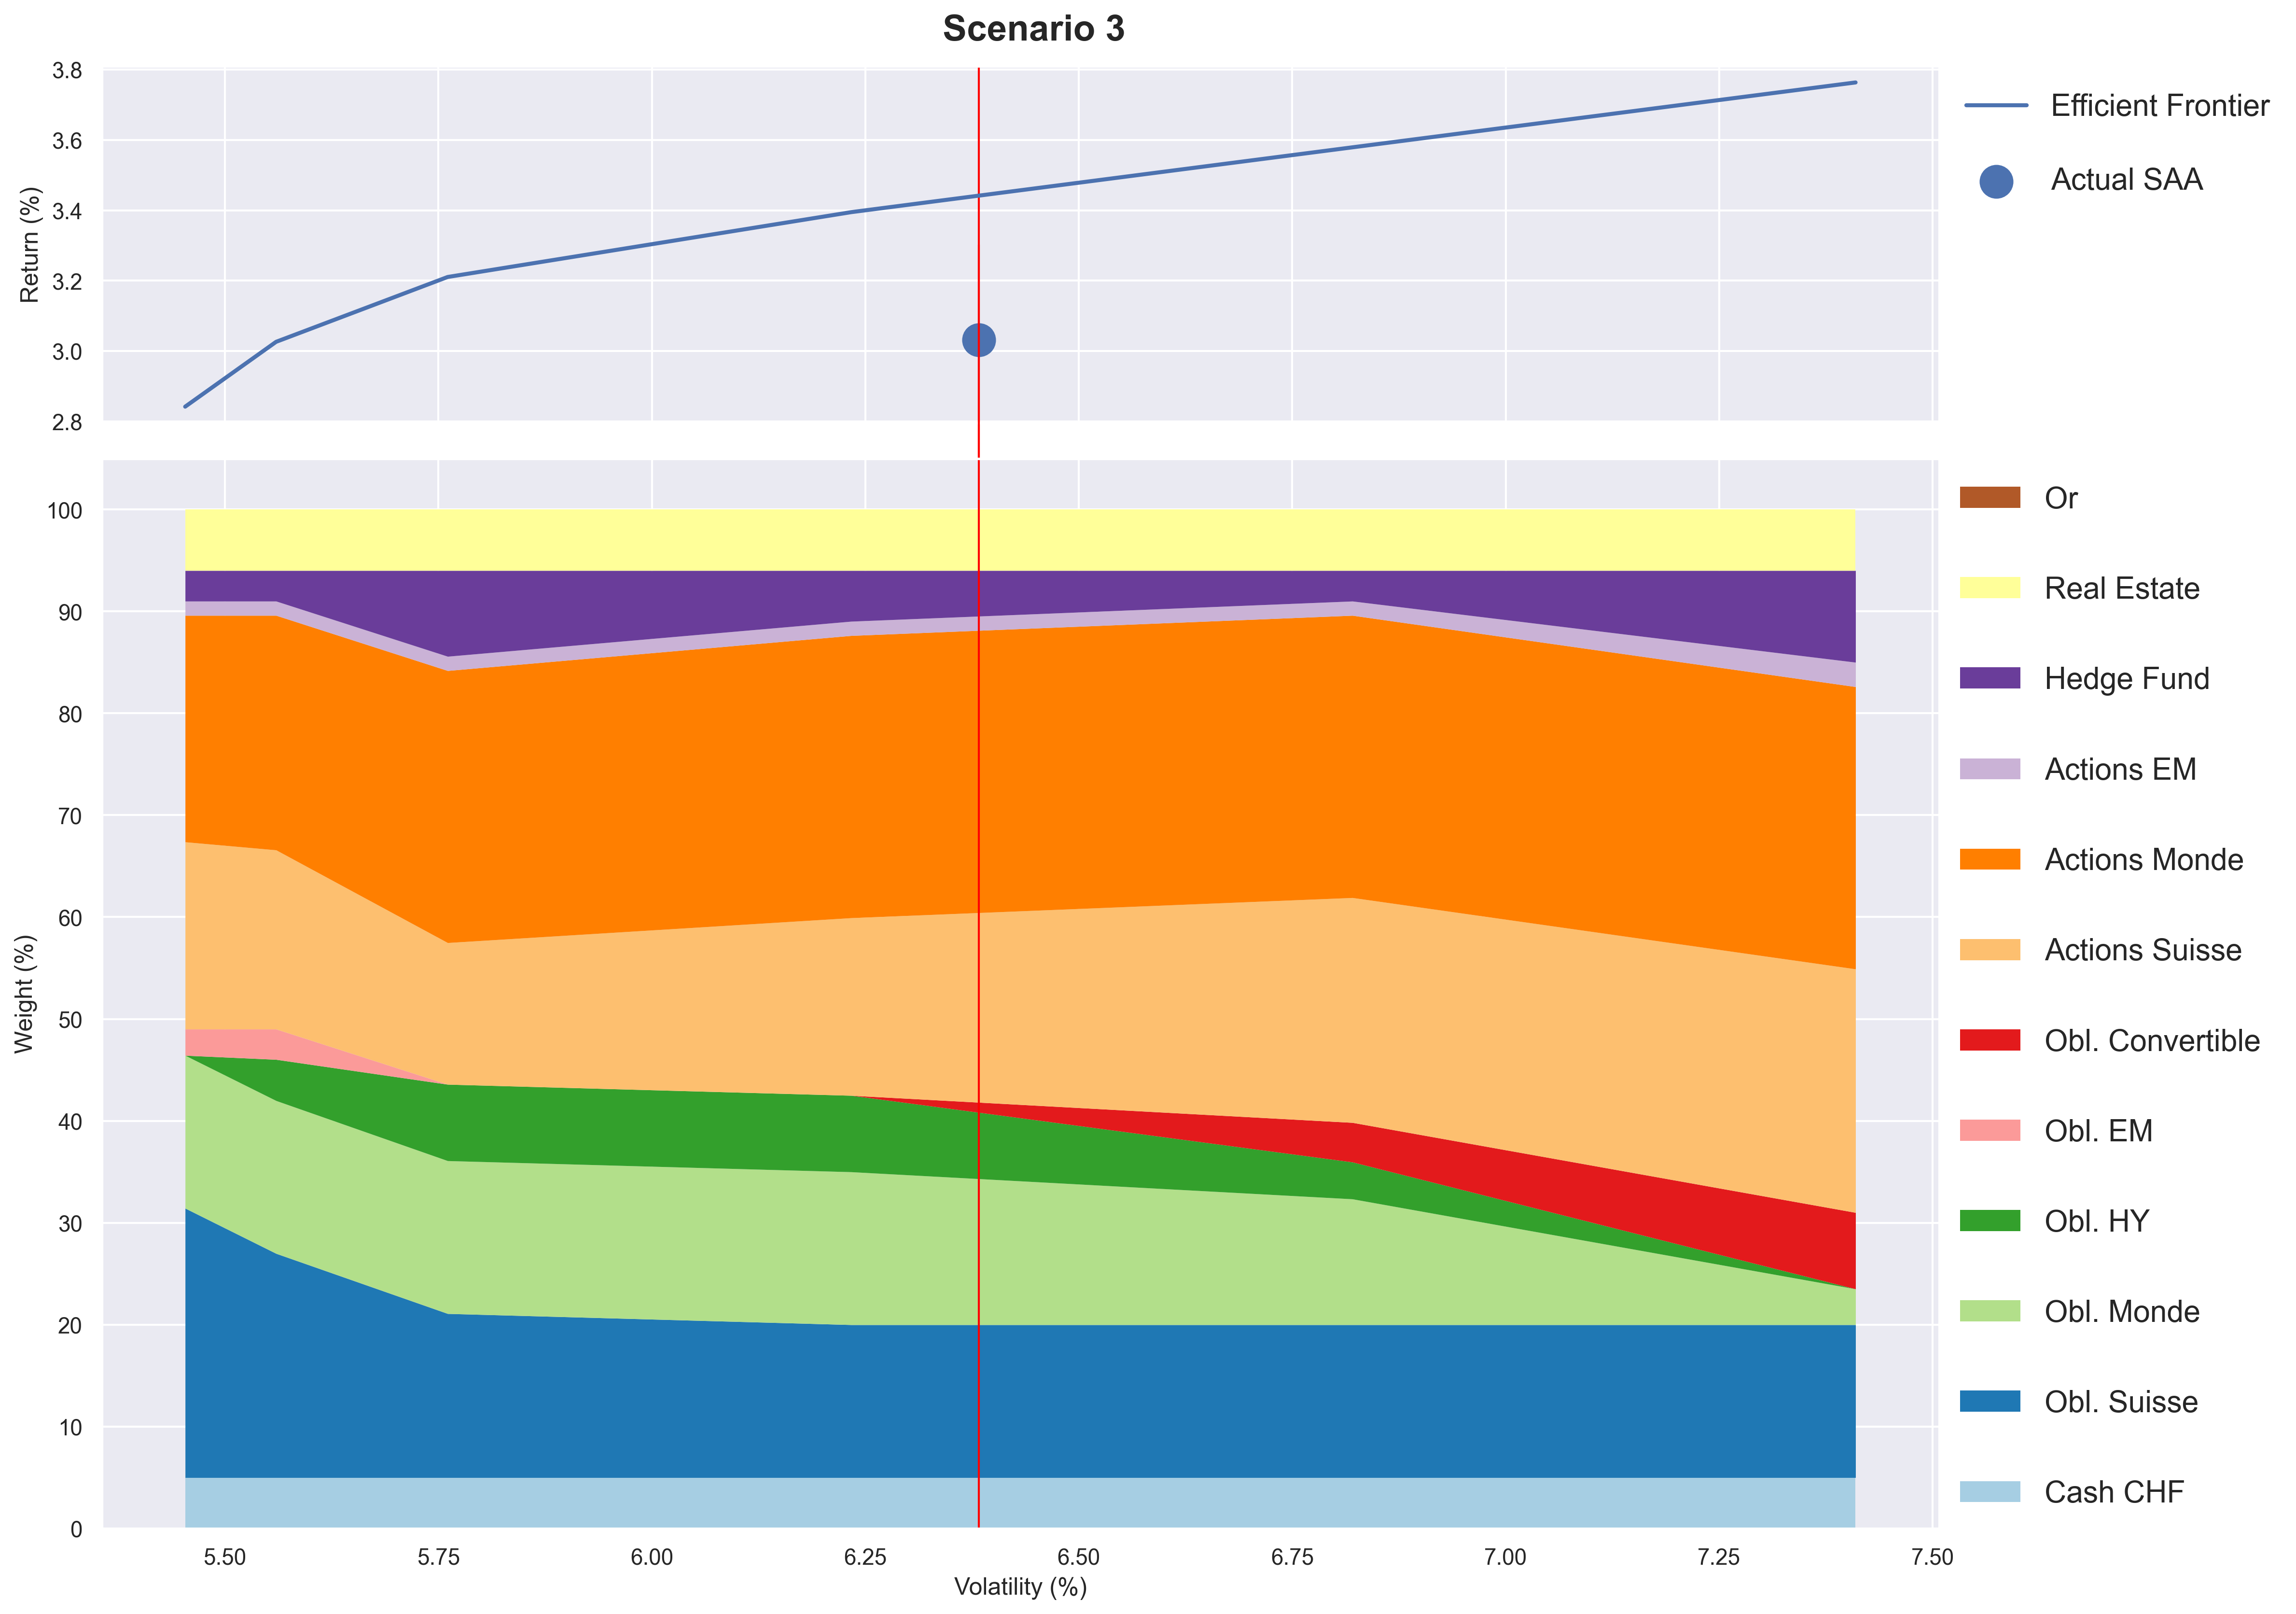 Scenario 3
3.8
3.6
3.4
3.2
3.0
2.8
Return (%)
Efficient Frontier
Actual SAA
100
90
80
70
60
50
40
30
20
10
0
Weight (%)
5.50 5.75 6.00 6.25 6.50 6.75 7.00 7.25 7.50
Volatility (%)
Or
Real Estate
Hedge Fund
Actions EM
Actions Monde
Actions Suisse
Obl. Convertible
Obl. EM
Obl. HY
Obl. Monde
Obl. Suisse
Cash CHF